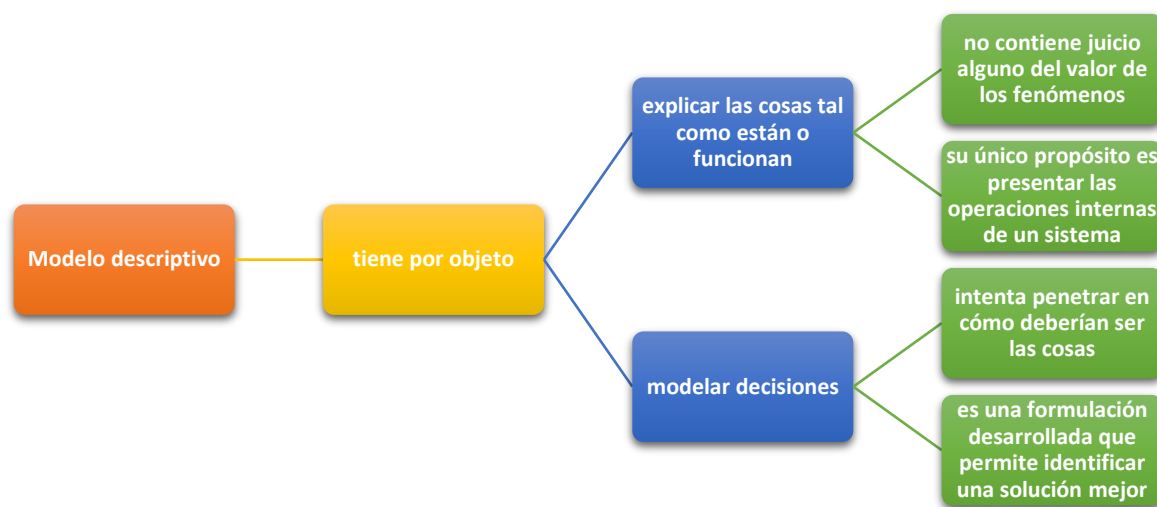 Modelo descriptivo
tiene por objeto
explicar las cosas tal
como están o
funcionan
no contiene juicio
alguno del valor de
los fenómenos
su único propósito es
presentar las
operaciones internas
de un sistema
modelar decisiones
intenta penetrar en
cómo deberían ser
las cosas
es una formulación
desarrollada que
permite identificar
una solución mejor